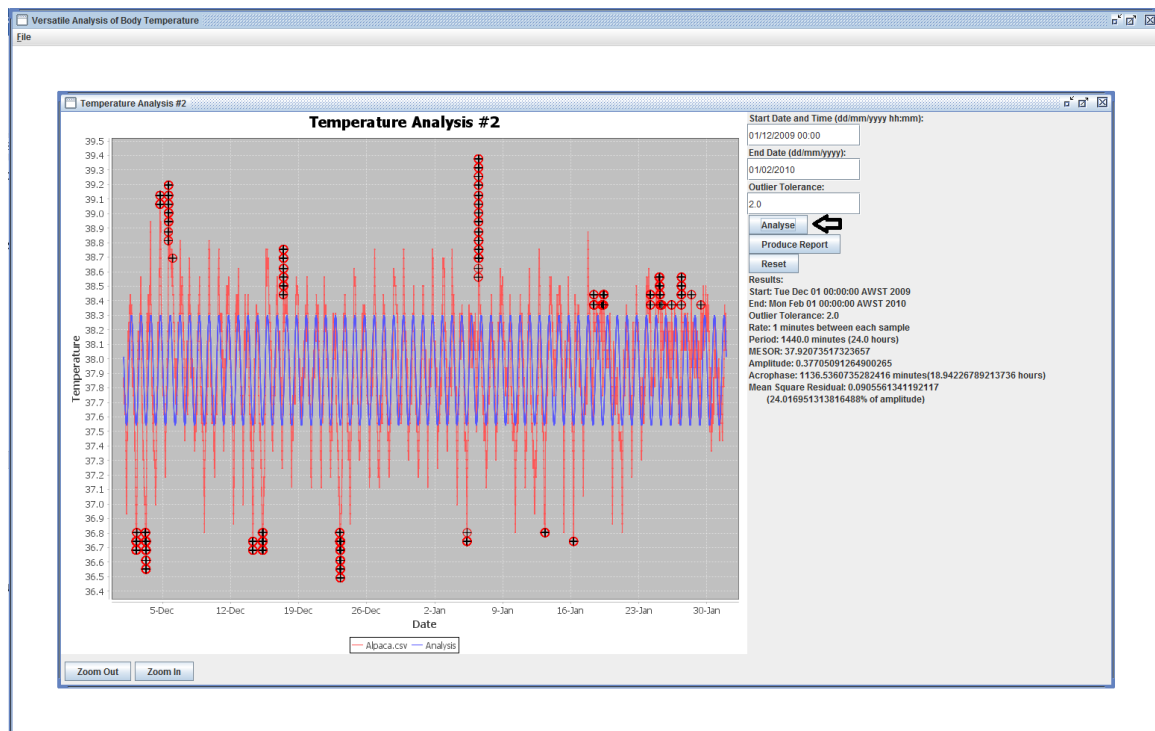 Versatile Analysis of Body Temperature
File
Temperature Analysis #2
Temperature Analysis #2
39.5
39.4
39.3
39.2
39.1
39.0
38.9
38.8
38.7
38.6
38.5
38.4
38.3
38.2
38.1
38.0
37.9
37.8
37.7
37.6
37.5
37.4
37.3
37.2
37.1
37.0
36.9
36.8
36.7
36.6
36.5
36.4
Temperature
5-Dec 12-Dec 19-Dec 26-Dec 2-Jan 9-Jan 16-Jan 23-Jan 30-Jan
Date
Alpaca.csv Analysis
Zoom Out Zoom In
Start Date and Time (dd/mm/yyyy hh:mm):
01/12/2009 00:00
End Date (dd/mm/yyyy):
01/02/2010
Outlier Tolerance:
2.0
Analyse
Produce Report
Reset
Results:
Start: Tue Dec 01 00:00:00 AWST 2009
End: Mon Feb 01 00:00:00 AWST 2010
Outlier Tolerance: 2.0
Rate: 1 minutes between each sample
Period: 1440.0 minutes (24.0 hours)
MESOR: 37.92073517323657
Amplitude: 0.37705091264900265
Acrophase: 1136.5360735282416 minutes(18.94226789213736 hours)
Mean Square Residual: 0.0905561341192117
(24.016951313816488% of amplitude)